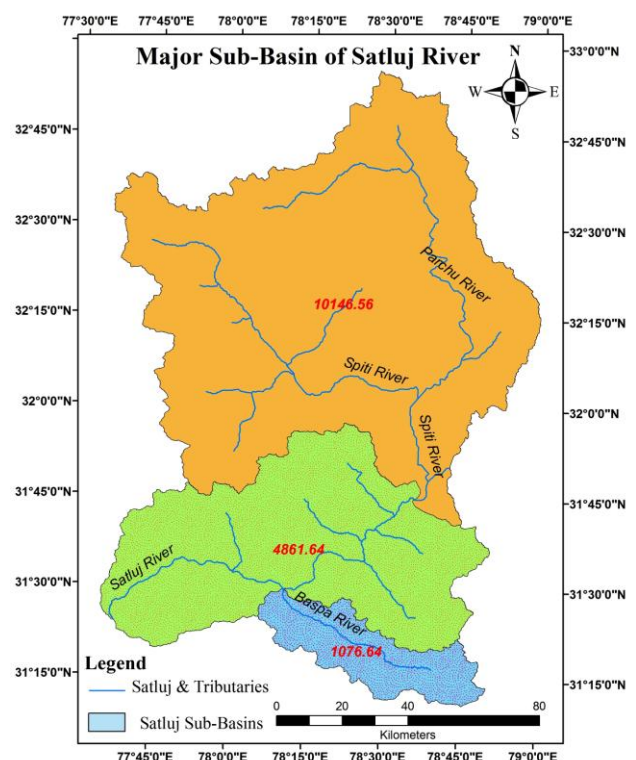 77°30'0"E 77°45'0"E 78°0'0"E 78°15'0"E 78°30'0"E 78°45'0"E 79°0'0"E
Major Sub-Basin of Satluj River
N
W E
S
33°0'0"N
32°45'0"N
32°45'0"N
32°30'0"N
32°30'0"N
Parchu River
32°15'0"N
10146.56
32°15'0"N
Spiti River
32°0'0"N
32°0'0"N
Spiti River
31°45'0"N
31°45'0"N
4861.64
Satluj River
31°30'0"N
31°30'0"N
Baspa River
1076.64
31°15'0"N
31°15'0"N
Legend
Satluj & Tributaries
Satluj Sub-Basins
0 10 20 40 60 80
Kilometers
77°45'0"E 78°0'0"E 78°15'0"E 78°30'0"E 78°45'0"E 79°0'0"E